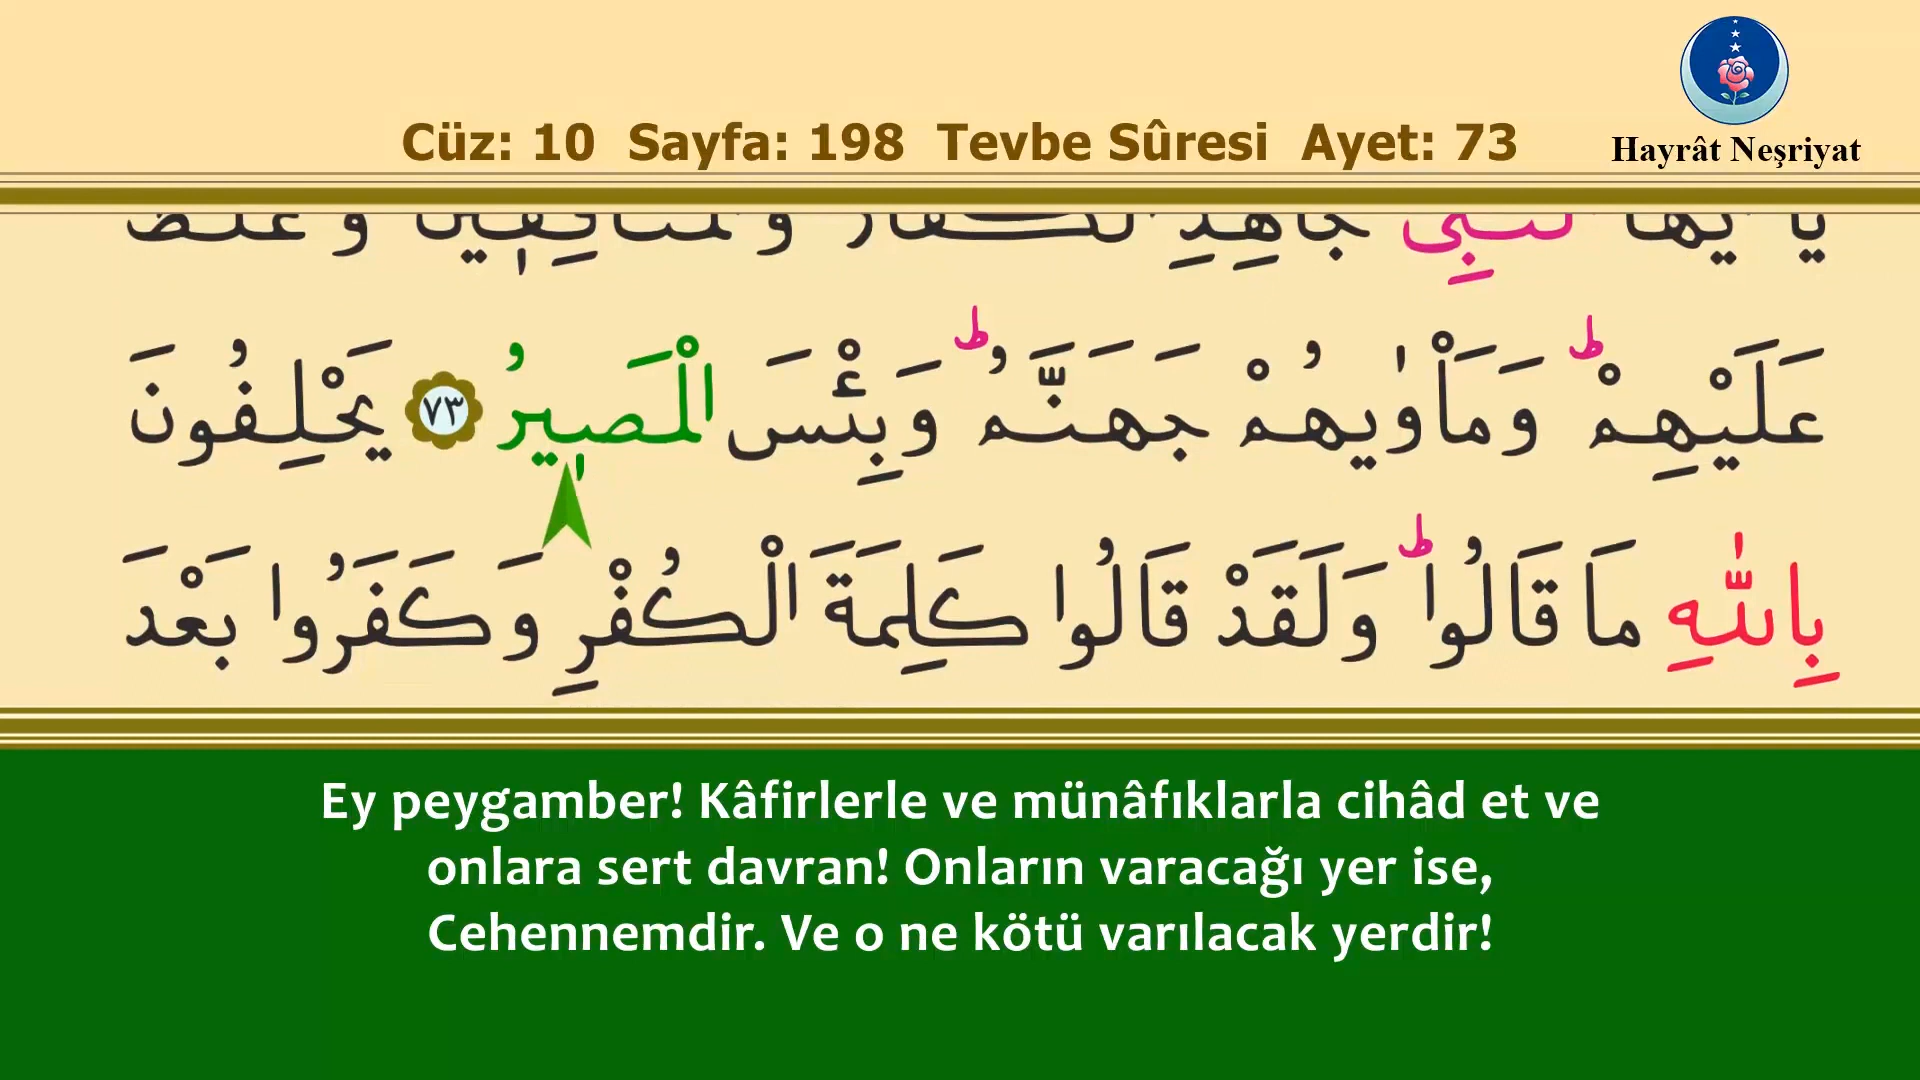 Cüz: 10 Sayfa: 198 Tevbe Sûresi Ayet: 73
Hayrât Neşriyat
عَلَيْهِمْ ۜ وَمَأْوٰيهُمْ جَهَنَّمُ ۜ وَبِئْسَ الْمَصٖيرُ ٧٣ يَحْلِفُونَ
بِاللّٰهِ مَا قَالُوا ۜ وَلَقَدْ قَالُوا كَلِمَةَ الْكُفْرِ وَكَفَرُوا بَعْدَ
Ey peygamber! Kâfirlerle ve münâfıklarla cihâd et ve
onlara sert davran! Onların varacağı yer ise,
Cehennemdir. Ve o ne kötü varılacak yerdir!